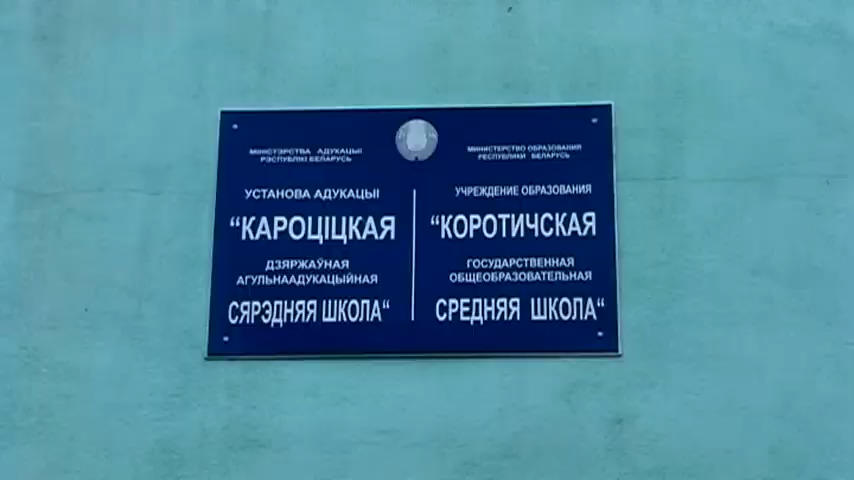 МІНІСТЭРСТВА АДУКАЦЫІ
РЭСПУБЛІКІ БЕЛАРУСЬ
УСТАНОВА АДУКАЦЫІ
“КАРОЦІЦКАЯ
ДЗЯРЖАЎНАЯ
АГУЛЬНААДУКАЦЫЙНАЯ
СЯРЭДНЯЯ ШКОЛА“
МИНИСТЕРСТВО ОБРАЗОВАНИЯ
РЕСПУБЛИКИ БЕЛАРУСЬ
УЧРЕЖДЕНИЕ ОБРАЗОВАНИЯ
“КОРОТИЧСКАЯ
ГОСУДАРСТВЕННАЯ
ОБЩЕОБРАЗОВАТЕЛЬНАЯ
СРЕДНЯЯ ШКОЛА“